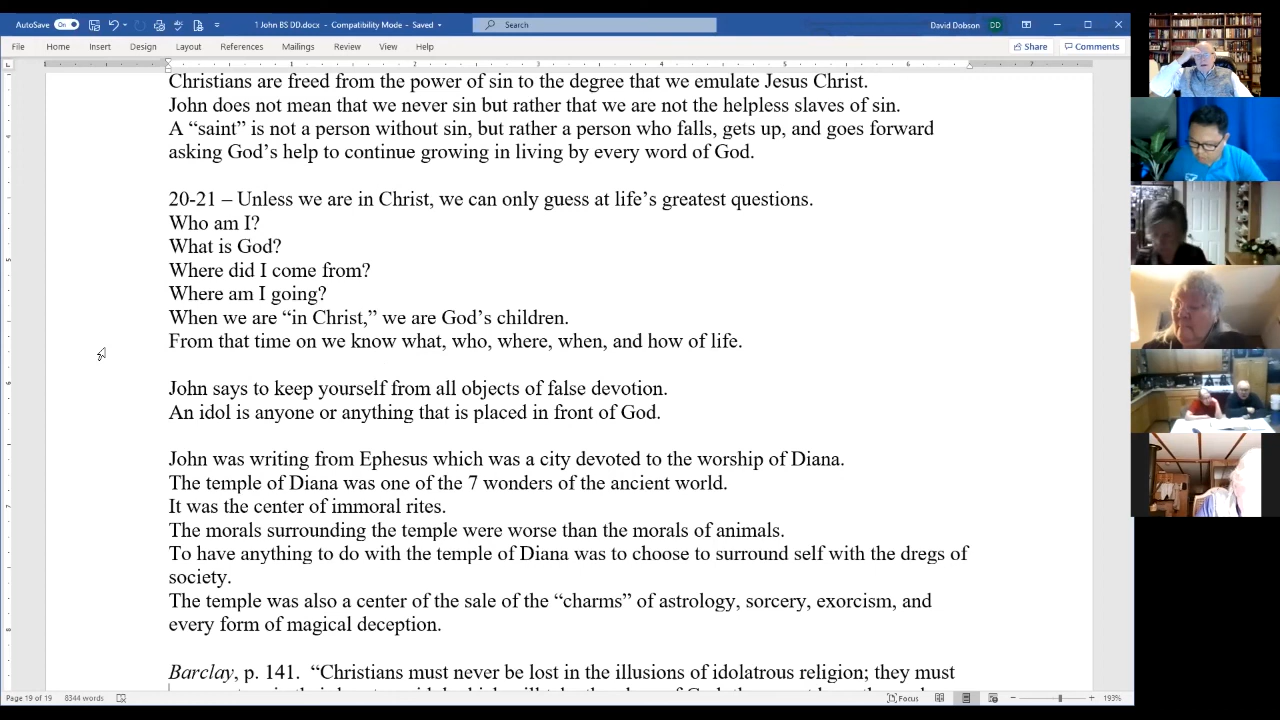 AutoSave On 1 John BS DD.docx - Compatibility Mode - Saved Search David Dobson DD
File Home Insert Design Layout References Mailings Review View Help Share Comments
Christians are freed from the power of sin to the degree that we emulate Jesus Christ.
John does not mean that we never sin but rather that we are not the helpless slaves of sin.
A “saint” is not a person without sin, but rather a person who falls, gets up, and goes forward
asking God’s help to continue growing in living by every word of God.
20-21 – Unless we are in Christ, we can only guess at life’s greatest questions.
Who am I?
What is God?
Where did I come from?
Where am I going?
When we are “in Christ,” we are God’s children.
From that time on we know what, who, where, when, and how of life.
John says to keep yourself from all objects of false devotion.
An idol is anyone or anything that is placed in front of God.
John was writing from Ephesus which was a city devoted to the worship of Diana.
The temple of Diana was one of the 7 wonders of the ancient world.
It was the center of immoral rites.
The morals surrounding the temple were worse than the morals of animals.
To have anything to do with the temple of Diana was to choose to surround self with the dregs of
society.
The temple was also a center of the sale of the “charms” of astrology, sorcery, exorcism, and
every form of magical deception.
Barclay, p. 141. “Christians must never be lost in the illusions of idolatrous religion; they must
Page 19 of 19 8344 words Focus 193%